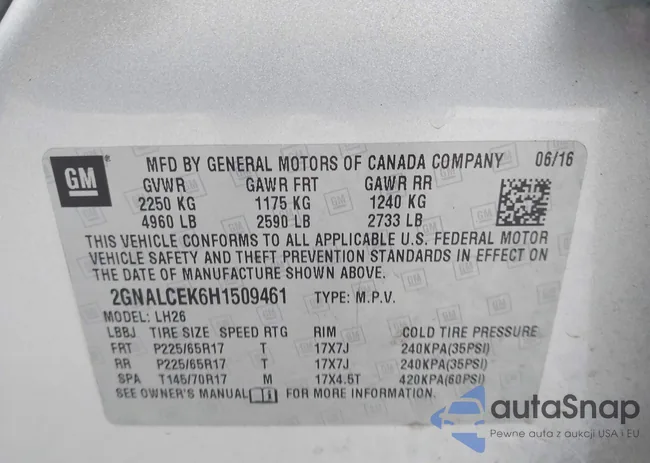 GM
MFD BY GENERAL MOTORS OF CANADA COMPANY 06/16
GVWR GAWR FRT GAWR RR
2250 KG 1175 KG 1240 KG
4960 LB 2590 LB 2733 LB
THIS VEHICLE CONFORMS TO ALL APPLICABLE U.S. FEDERAL MOTOR
VEHICLE SAFETY AND THEFT PREVENTION STANDARDS IN EFFECT ON
THE DATE OF MANUFACTURE SHOWN ABOVE.
2GNALCEK6H1509461 TYPE: M.P.V.
MODEL: LH26
LBBJ TIRE SIZE SPEED RTG RIM COLD TIRE PRESSURE
FRT P225/65R17 T 17X7J 240KPA(35PSI)
RR P225/65R17 T 17X7J 240KPA(35PSI)
SPA T145/70R17 M 17X4.5T 420KPA(60PSI)
SEE OWNER'S MANUAL FOR MORE INFORMATION.
autaSnap
Pewne auta z aukcji USA i EU